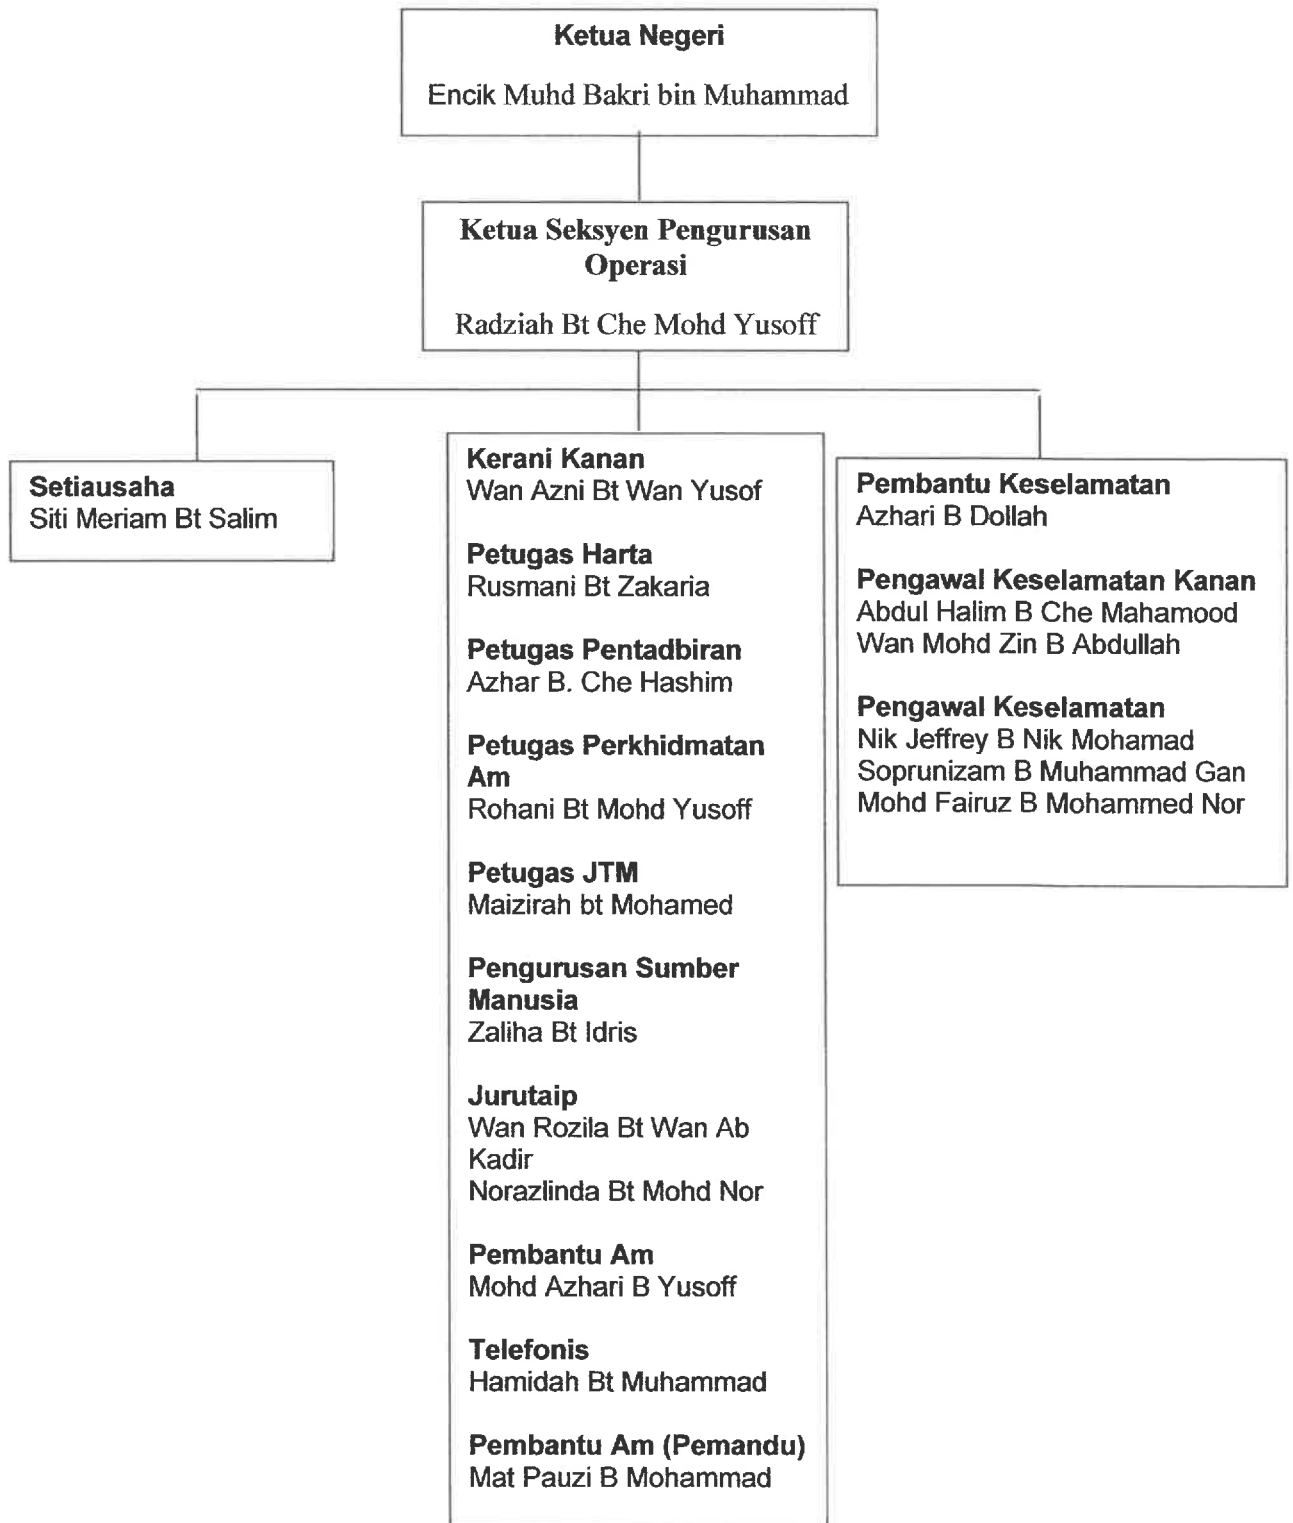 Ketua Negeri
Encik Muhd Bakri bin Muhammad
Ketua Seksyen Pengurusan
Operasi
Radziah Bt Che Mohd Yusoff
Setiausaha
Siti Meriam Bt Salim
Kerani Kanan
Wan Azni Bt Wan Yusof
Petugas Harta
Rusmani Bt Zakaria
Petugas Pentadbiran
Azhar B. Che Hashim
Petugas Perkhidmatan
Am
Rohani Bt Mohd Yusoff
Petugas JTM
Maizirah bt Mohamed
Pengurusan Sumber
Manusia
Zaliha Bt Idris
Jurutaip
Wan Rozila Bt Wan Ab
Kadir
Norazlinda Bt Mohd Nor
Pembantu Am
Mohd Azhari B Yusoff
Telefonis
Hamidah Bt Muhammad
Pembantu Am (Pemandu)
Mat Pauzi B Mohammad
Pembantu Keselamatan
Azhari B Dollah
Pengawal Keselamatan Kanan
Abdul Halim B Che Mahamood
Wan Mohd Zin B Abdullah
Pengawal Keselamatan
Nik Jeffrey B Nik Mohamad
Soprunizam B Muhammad Gan
Mohd Fairuz B Mohammed Nor